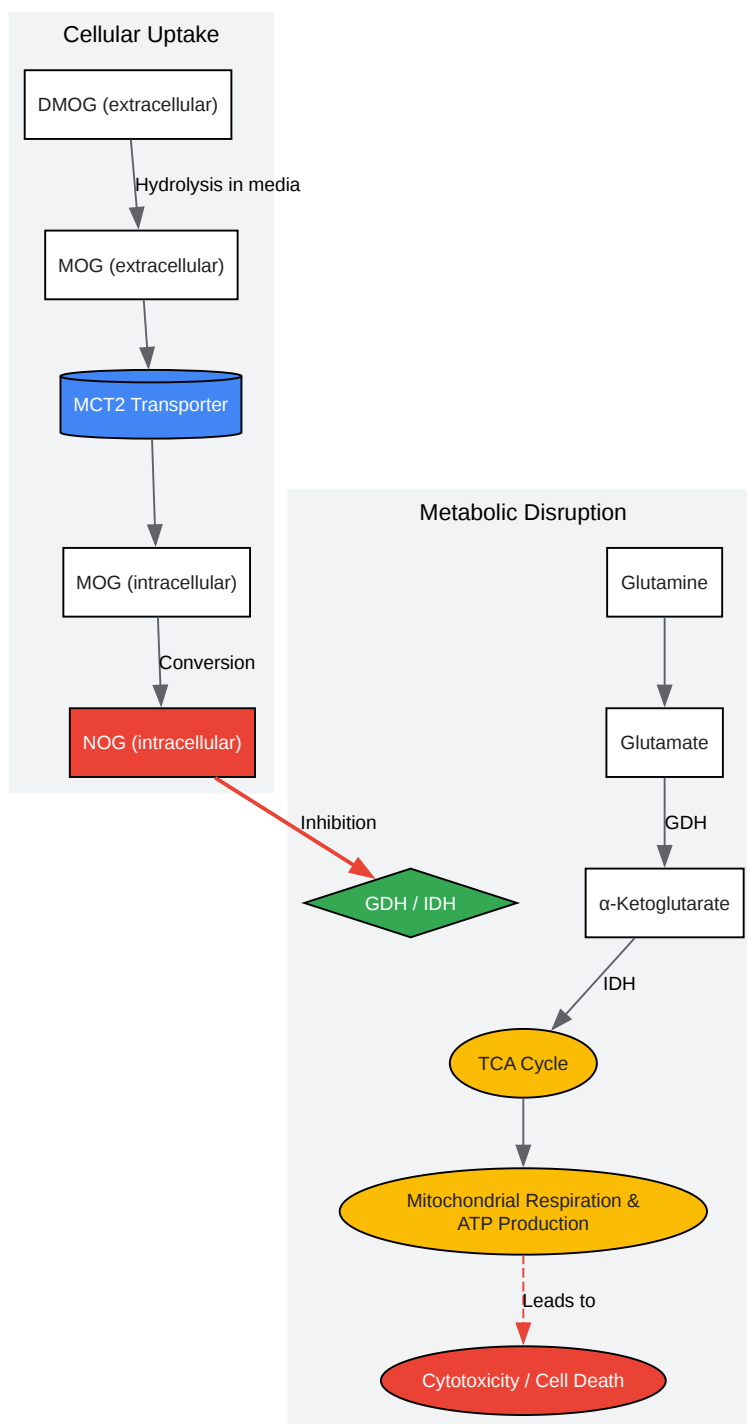 Cellular Uptake
DMOG (extracellular)
Hydrolysis in media
MOG (extracellular)
MCT2 Transporter
MOG (intracellular)
Conversion
NOG (intracellular)
Inhibition
Metabolic Disruption
Glutamine
Glutamate
GDH
GDH / IDH
α-Ketoglutarate
IDH
TCA Cycle
Mitochondrial Respiration &
ATP Production
Leads to
Cytotoxicity / Cell Death